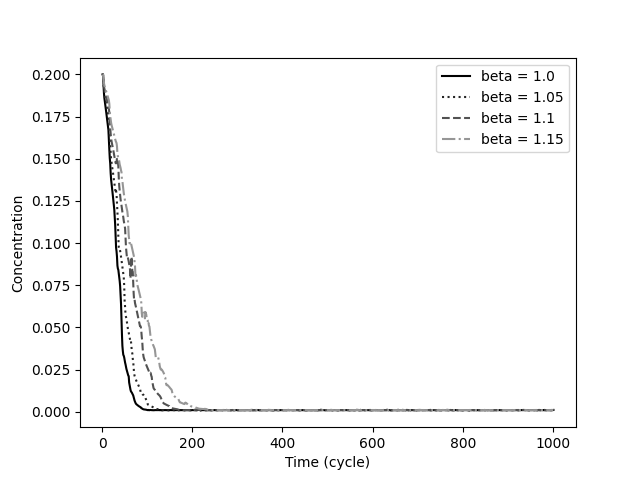 beta = 1.0
beta = 1.05
beta = 1.1
beta = 1.15
0.200
0.175
0.150
0.125
0.100
0.075
0.050
0.025
0.000
Concentration
0 200 400 600 800 1000
Time (cycle)